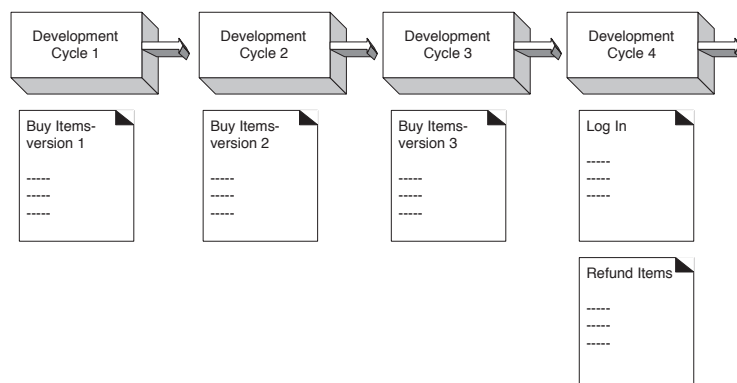 Development
Cycle 1
Development
Cycle 2
Development
Cycle 3
Development
Cycle 4
Buy Items-
version 1
-----
-----
-----
Buy Items-
version 2
-----
-----
-----
Buy Items-
version 3
-----
-----
-----
Log In
-----
-----
-----
Refund Items
-----
-----
-----